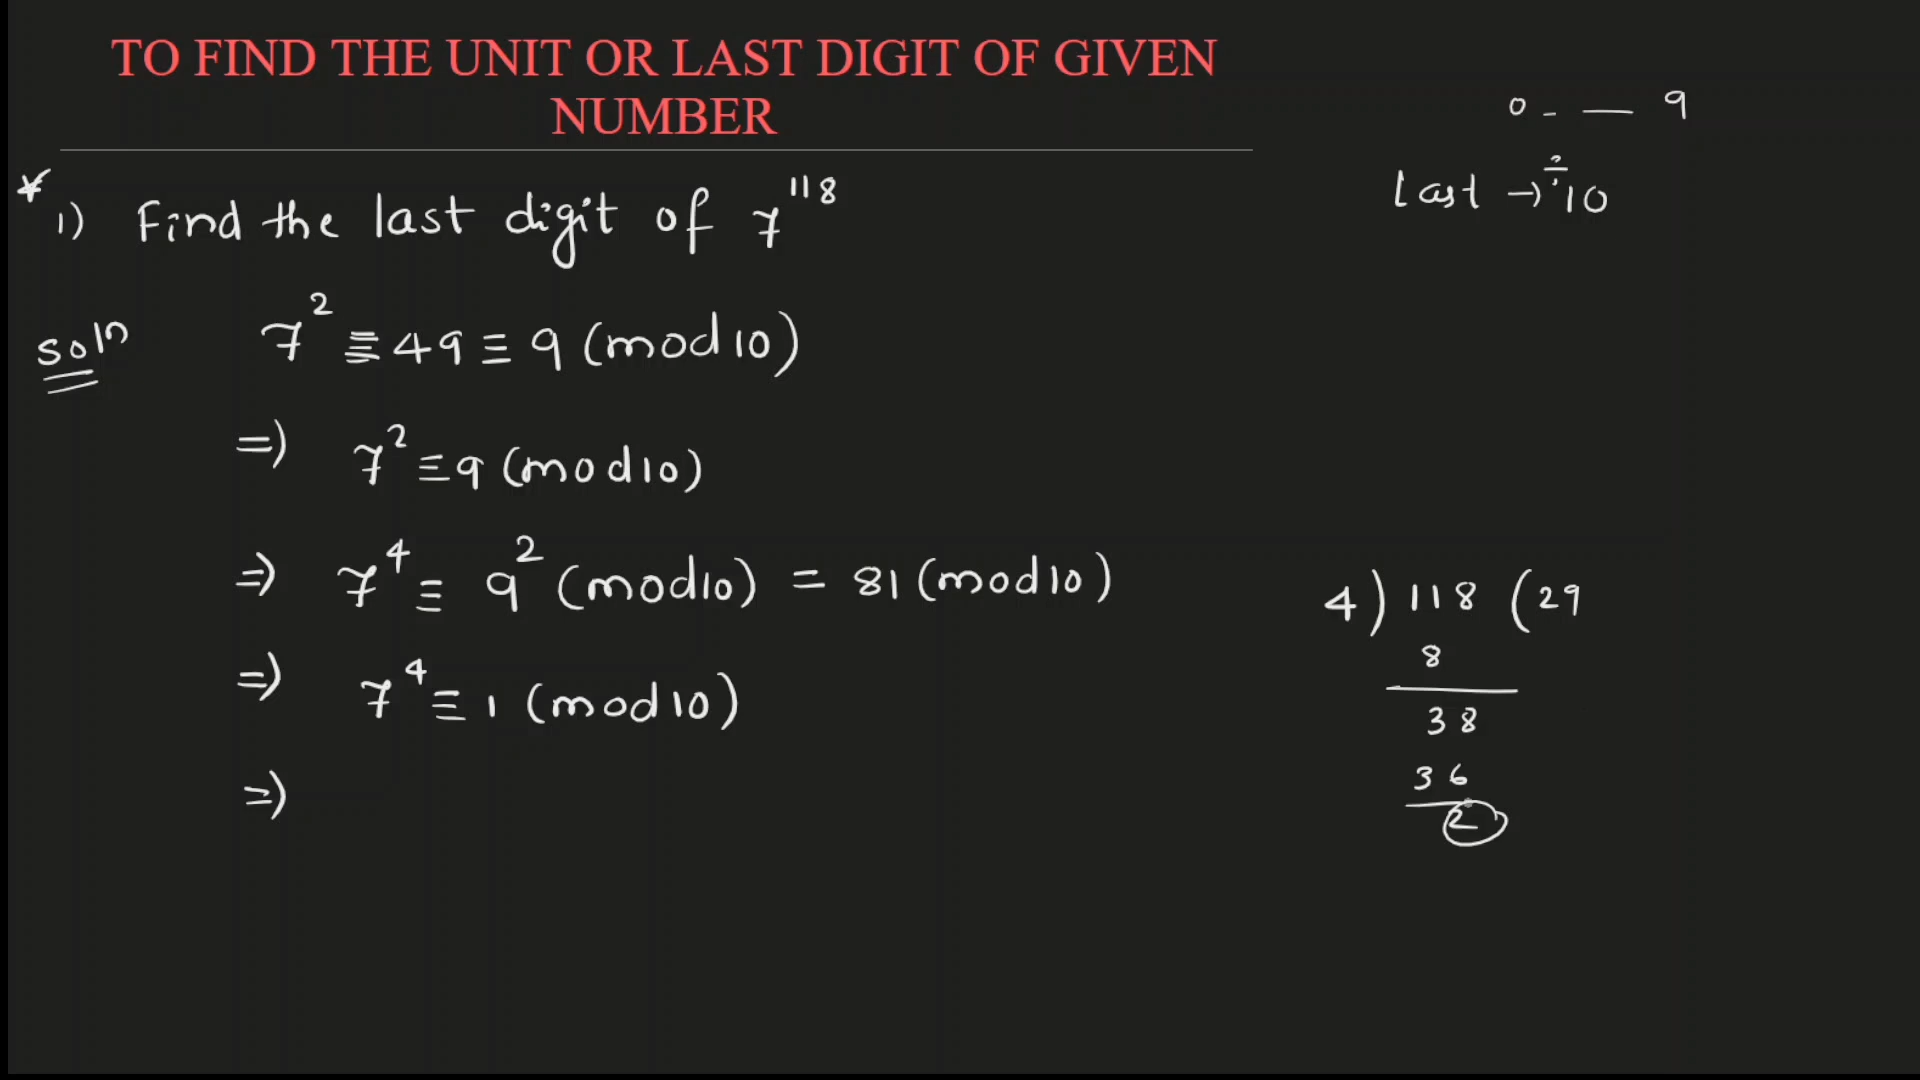 TO FIND THE UNIT OR LAST DIGIT OF GIVEN
NUMBER
0 - — 9
Last → ÷10
* 1) Find the last digit of 7^118
Soln 7^2 ≡ 49 ≡ 9 (mod 10)
=) 7^2 ≡ 9 (mod 10)
⇒ 7^4 ≡ 9^2 (mod 10) = 81 (mod 10)
=) 7^4 ≡ 1 (mod 10)
=)
4 ) 118 ( 29
8
38
36
2